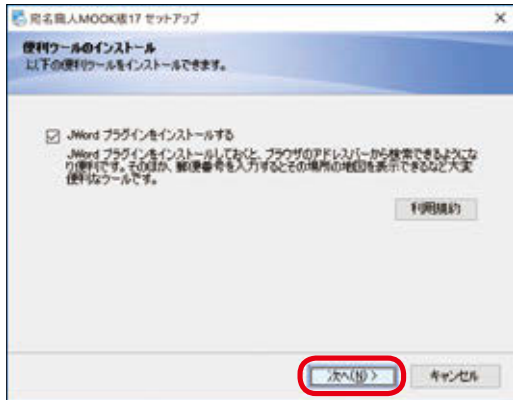 宛名職人MOOK版17 セットアップ
便利ツールのインストール
以下の便利ツールをインストールできます。
JWord プラグインをインストールする
JWord プラグインをインストールしておくと、ブラウザのアドレスバーから検索できるようにな
り便利です。そのほか、郵便番号を入力するとその場所の地図を表示できるなど大変
便利なツールです。
利用規約
次へ(N) >
キャンセル